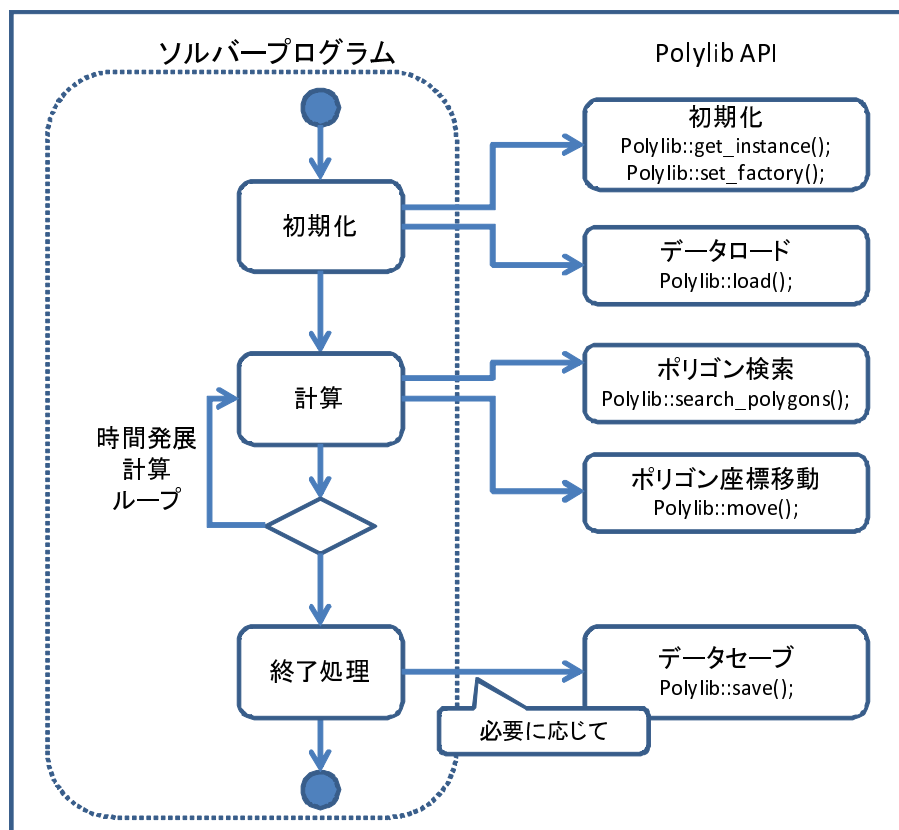 ソルバープログラム
Polylib API
初期化
Polylib::get_instance();
Polylib::set_factory();
初期化
データロード
Polylib::load();
計算
ポリゴン検索
Polylib::search_polygons();
時間発展
計算
ループ
ポリゴン座標移動
Polylib::move();
終了処理
データセーブ
Polylib::save();
必要に応じて